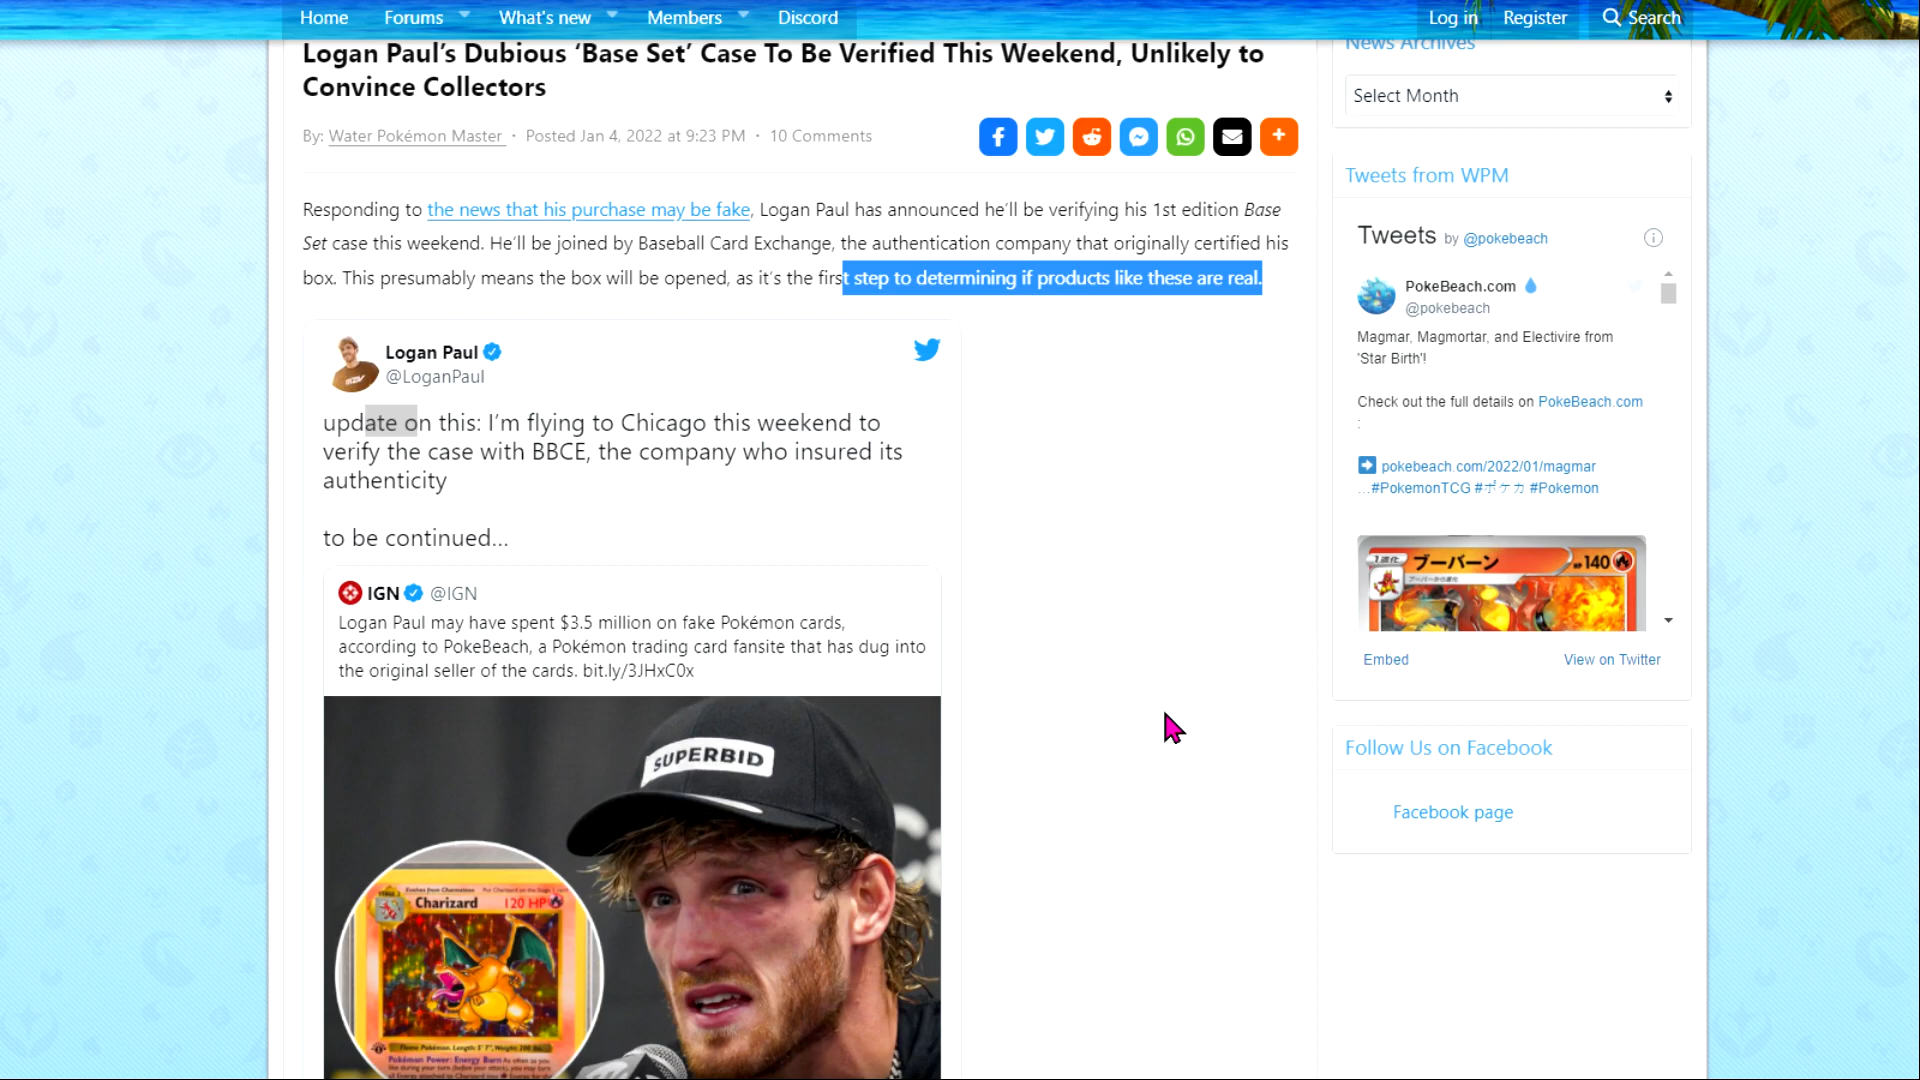 Home
Forums
What's new
Members
Discord
Log in
Register
Search
Logan Paul's Dubious 'Base Set' Case To Be Verified This Weekend, Unlikely to
Convince Collectors
By: Water Pokémon Master · Posted Jan 4, 2022 at 9:23 PM · 10 Comments
Responding to the news that his purchase may be fake, Logan Paul has announced he'll be verifying his 1st edition Base
Set case this weekend. He'll be joined by Baseball Card Exchange, the authentication company that originally certified his
box. This presumably means the box will be opened, as it's the first step to determining if products like these are real.
Logan Paul
@LoganPaul
update on this: I'm flying to Chicago this weekend to
verify the case with BBCE, the company who insured its
authenticity
to be continued...
IGN @IGN
Logan Paul may have spent $3.5 million on fake Pokémon cards,
according to PokeBeach, a Pokémon trading card fansite that has dug into
the original seller of the cards. bit.ly/3JHxC0x
SUPERBID
Charizard 120 HP
News Archives
Select Month
Tweets from WPM
Tweets by @pokebeach
PokeBeach.com
@pokebeach
Magmar, Magmortar, and Electivire from
'Star Birth'!
Check out the full details on PokeBeach.com
:
pokebeach.com/2022/01/magmar
…#PokemonTCG #ポケカ #Pokemon
1進化 ブーバーン HP 140
Embed
View on Twitter
Follow Us on Facebook
Facebook page